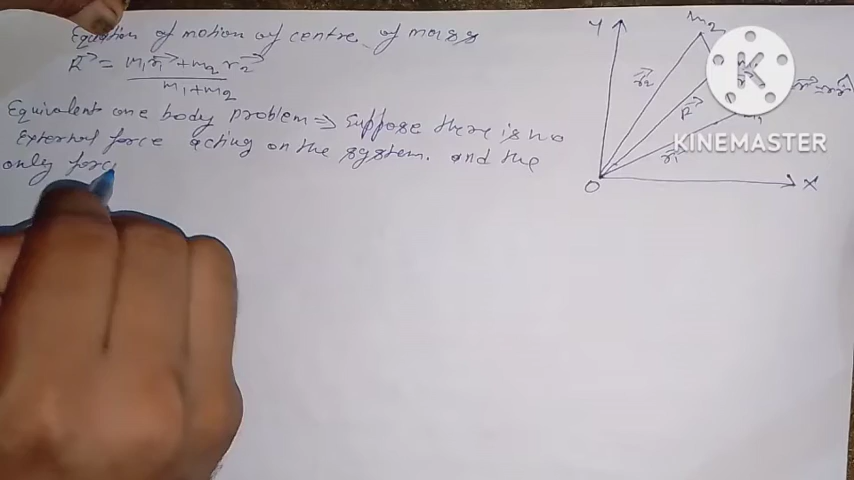 Equation of motion of centre of mass
R⃗ = m₁r₁⃗ + m₂r₂⃗
m₁ + m₂
Equivalent one body problem ⇒ Suppose there is no
External force acting on the system. and the
only forc
Y
m₂
r₂⃗
R⃗
r₁⃗
O
X
KINEMASTER